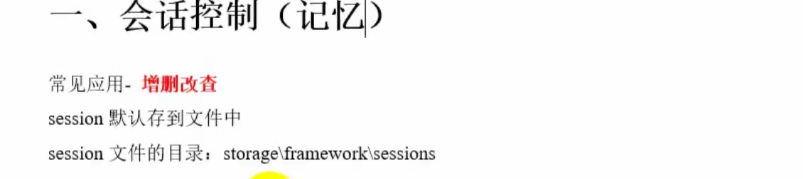 一、会话控制（记忆）
常见应用- 增删改查
session 默认存到文件中
session 文件的目录：storage\framework\sessions